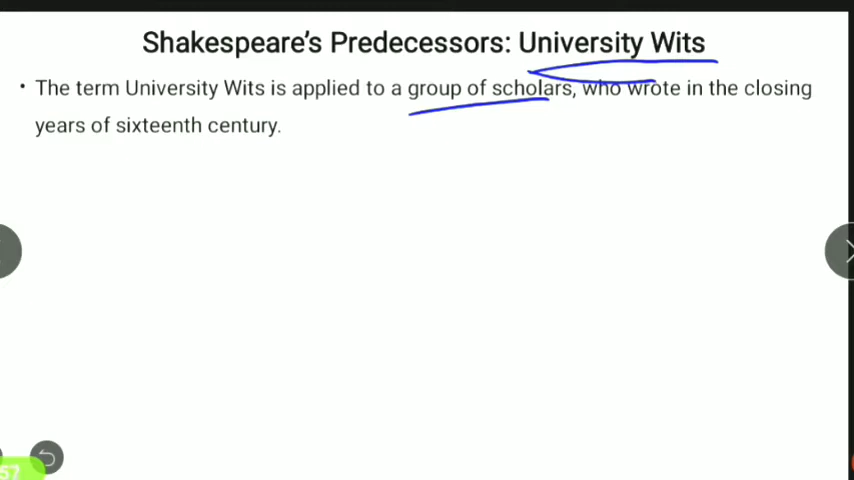 Shakespeare's Predecessors: University Wits
• The term University Wits is applied to a group of scholars, who wrote in the closing
years of sixteenth century.
57